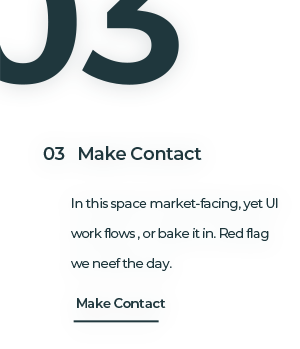 03
03 Make Contact
In this space market-facing, yet UI
work flows , or bake it in. Red flag
we neef the day.
Make Contact